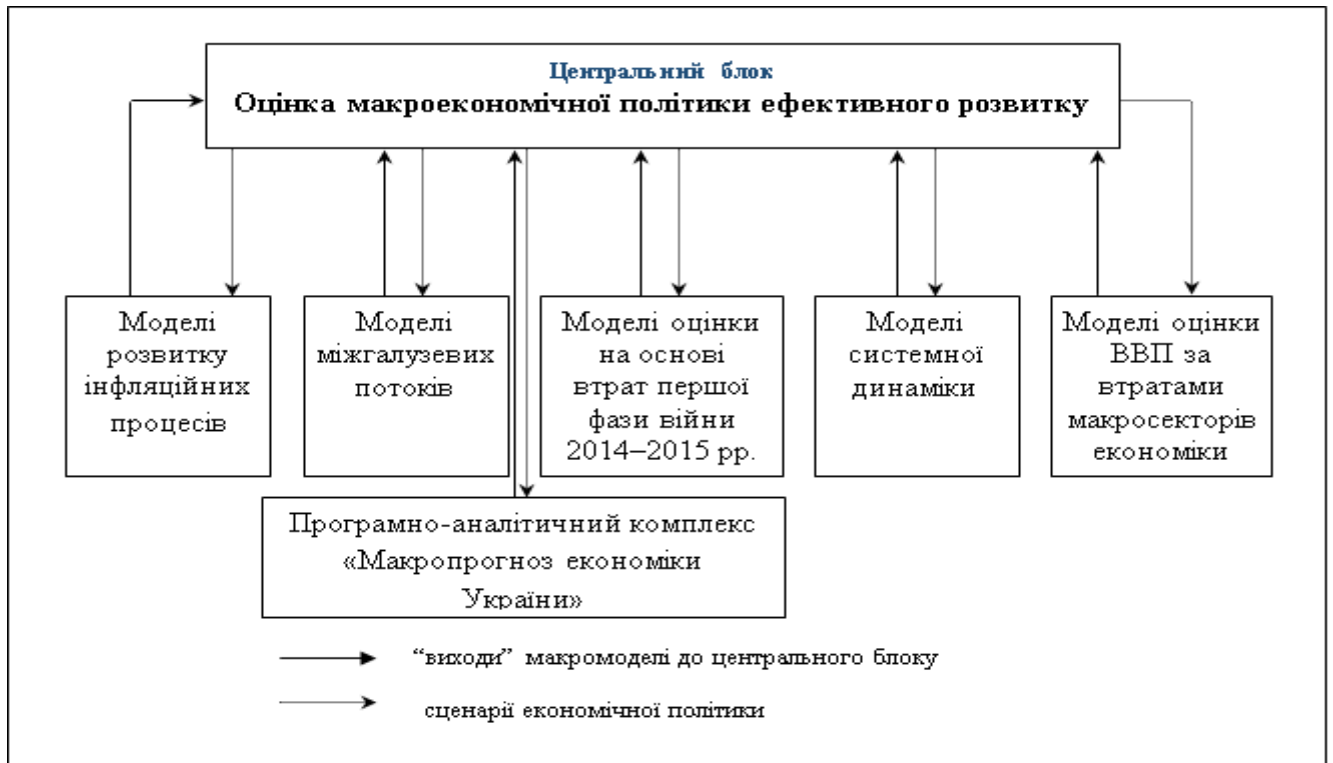 Центральний блок
Оцінка макроекономічної політики ефективного розвитку
Моделі
розвитку
інфляційних
процесів
Моделі
міжгалузевих
потоків
Моделі оцінки
на основі
втрат першої
фази війни
2014–2015 рр.
Моделі
системної
динаміки
Моделі оцінки
ВВП за
втратами
макросекторів
економіки
Програмно-аналітичний комплекс
«Макропрогноз економіки
України»
“виходи” макромоделі до центрального блоку
сценарії економічної політики